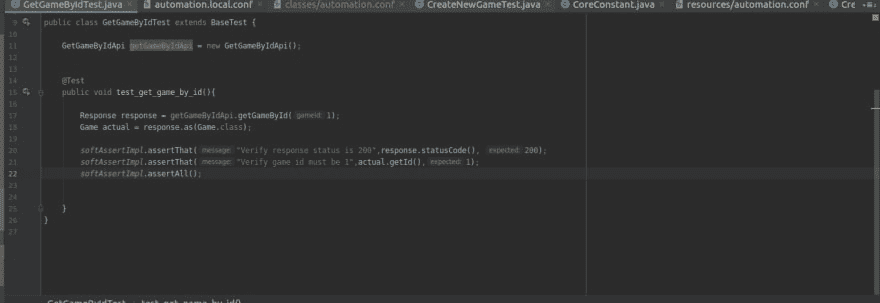 GetGameByIdTest.java × automation.local.conf × classes/automation.conf × CreateNewGameTest.java × CoreConstant.java × resources/automation.conf × Cre
9 public class GetGameByIdTest extends BaseTest {
10
11 GetGameByIdApi getGameByIdApi = new GetGameByIdApi();
12
13
14 @Test
15 public void test_get_game_by_id(){
16
17 Response response = getGameByIdApi.getGameById( gameId: 1);
18 Game actual = response.as(Game.class);
19
20 softAssertImpl.assertThat( message: "Verify response status is 200",response.statusCode(), expected: 200);
21 softAssertImpl.assertThat( message: "Verify game id must be 1",actual.getId(), expected: 1);
22 softAssertImpl.assertAll();
23
24
25 }
26 }
27
GetGameByIdTest › test_get_game_by_id()